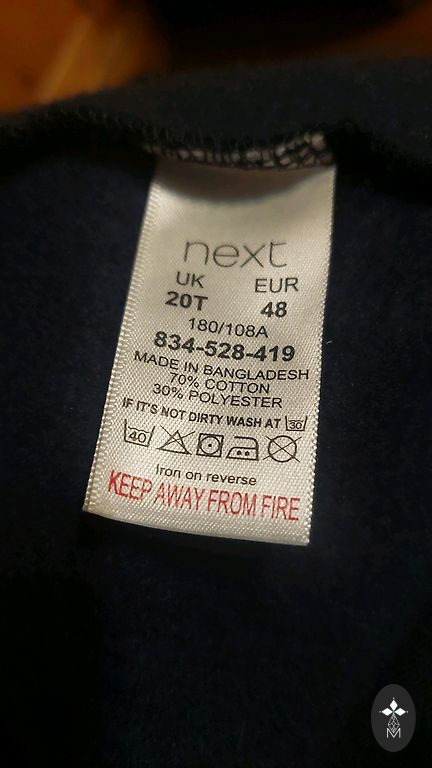 next
UK EUR
20T 48
180/108A
834-528-419
MADE IN BANGLADESH
70% COTTON
30% POLYESTER
IF IT'S NOT DIRTY WASH AT 30
40
Iron on reverse
KEEP AWAY FROM FIRE
M